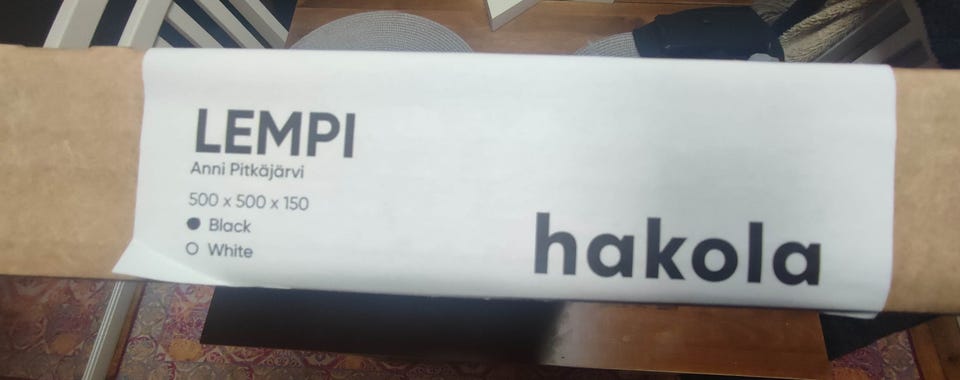 LEMPI
Anni Pitkäjärvi
500 x 500 x 150
● Black
○ White
hakola